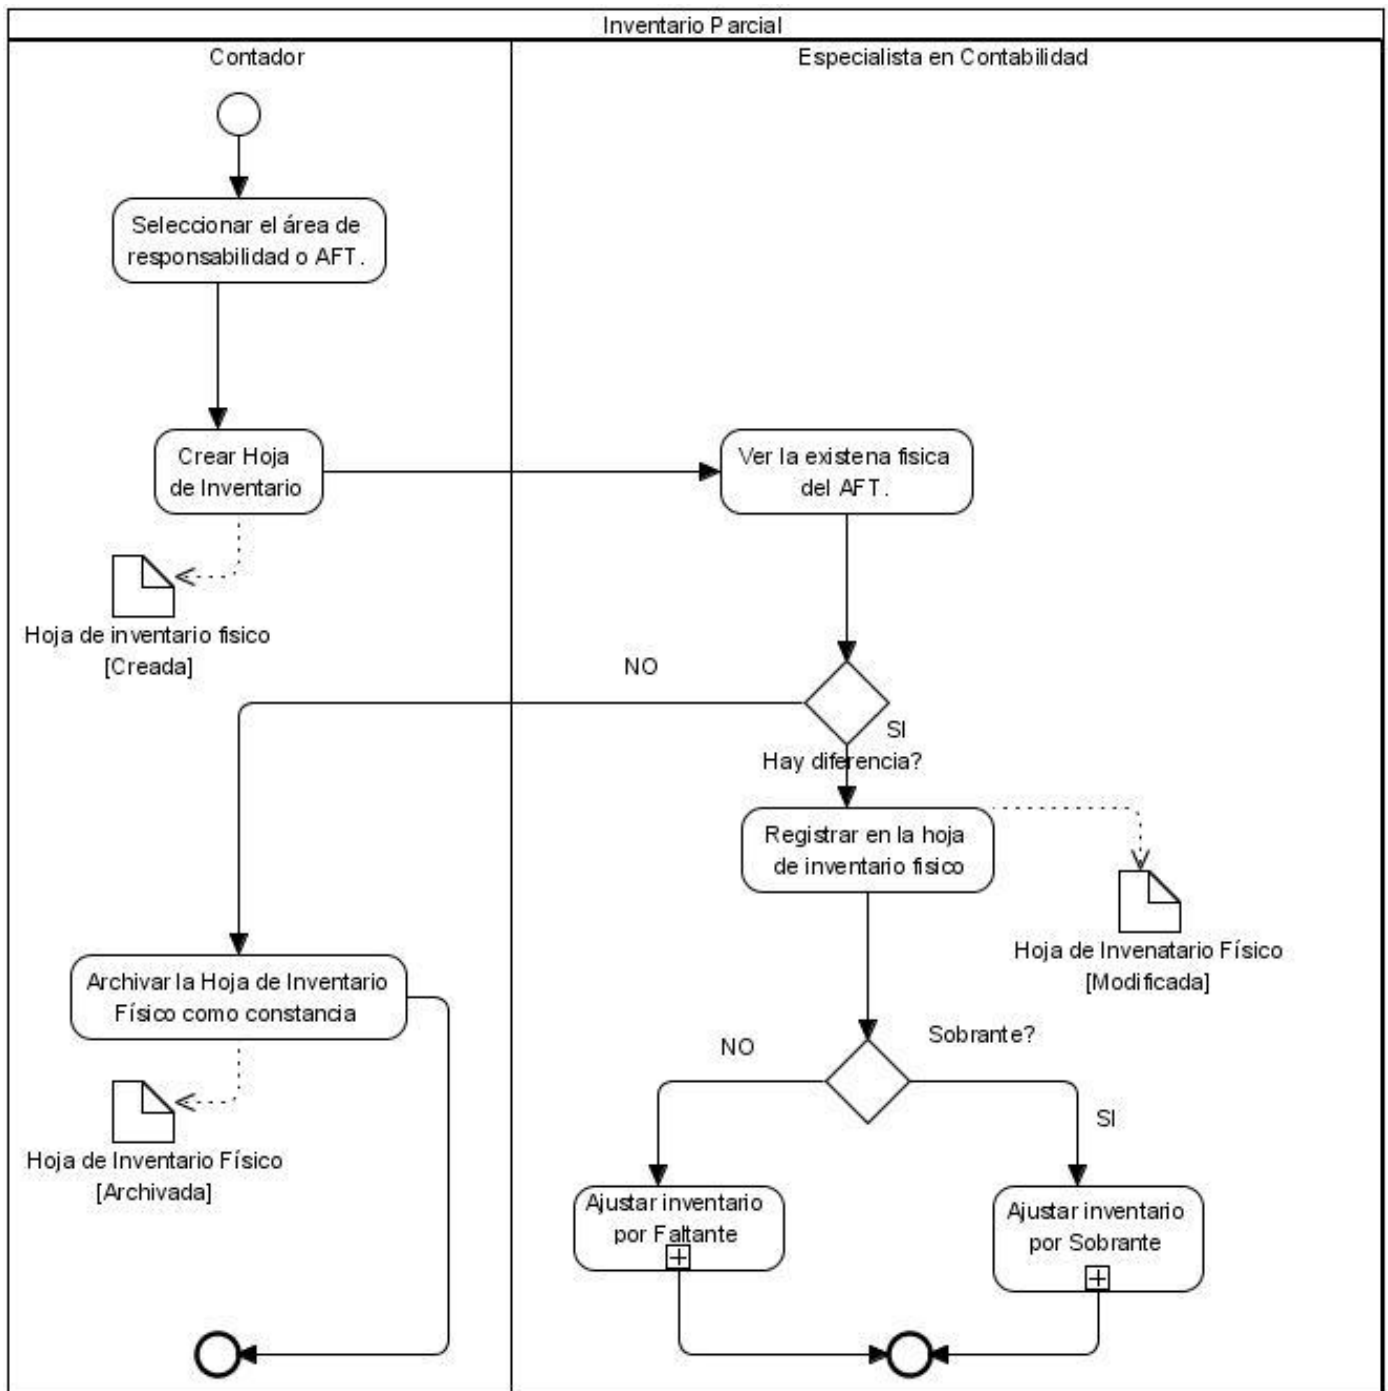 Inventario Parcial
Contador
Especialista en Contabilidad
Seleccionar el área de
responsabilidad o AFT.
Crear Hoja
de Inventario
Ver la existena fisica
del AFT.
Hoja de inventario fisico
[Creada]
NO
SI
Hay diferencia?
Registrar en la hoja
de inventario fisico
Hoja de Invenatario Físico
[Modificada]
Archivar la Hoja de Inventario
Físico como constancia
Sobrante?
NO
SI
Hoja de Inventario Físico
[Archivada]
Ajustar inventario
por Faltante
Ajustar inventario
por Sobrante